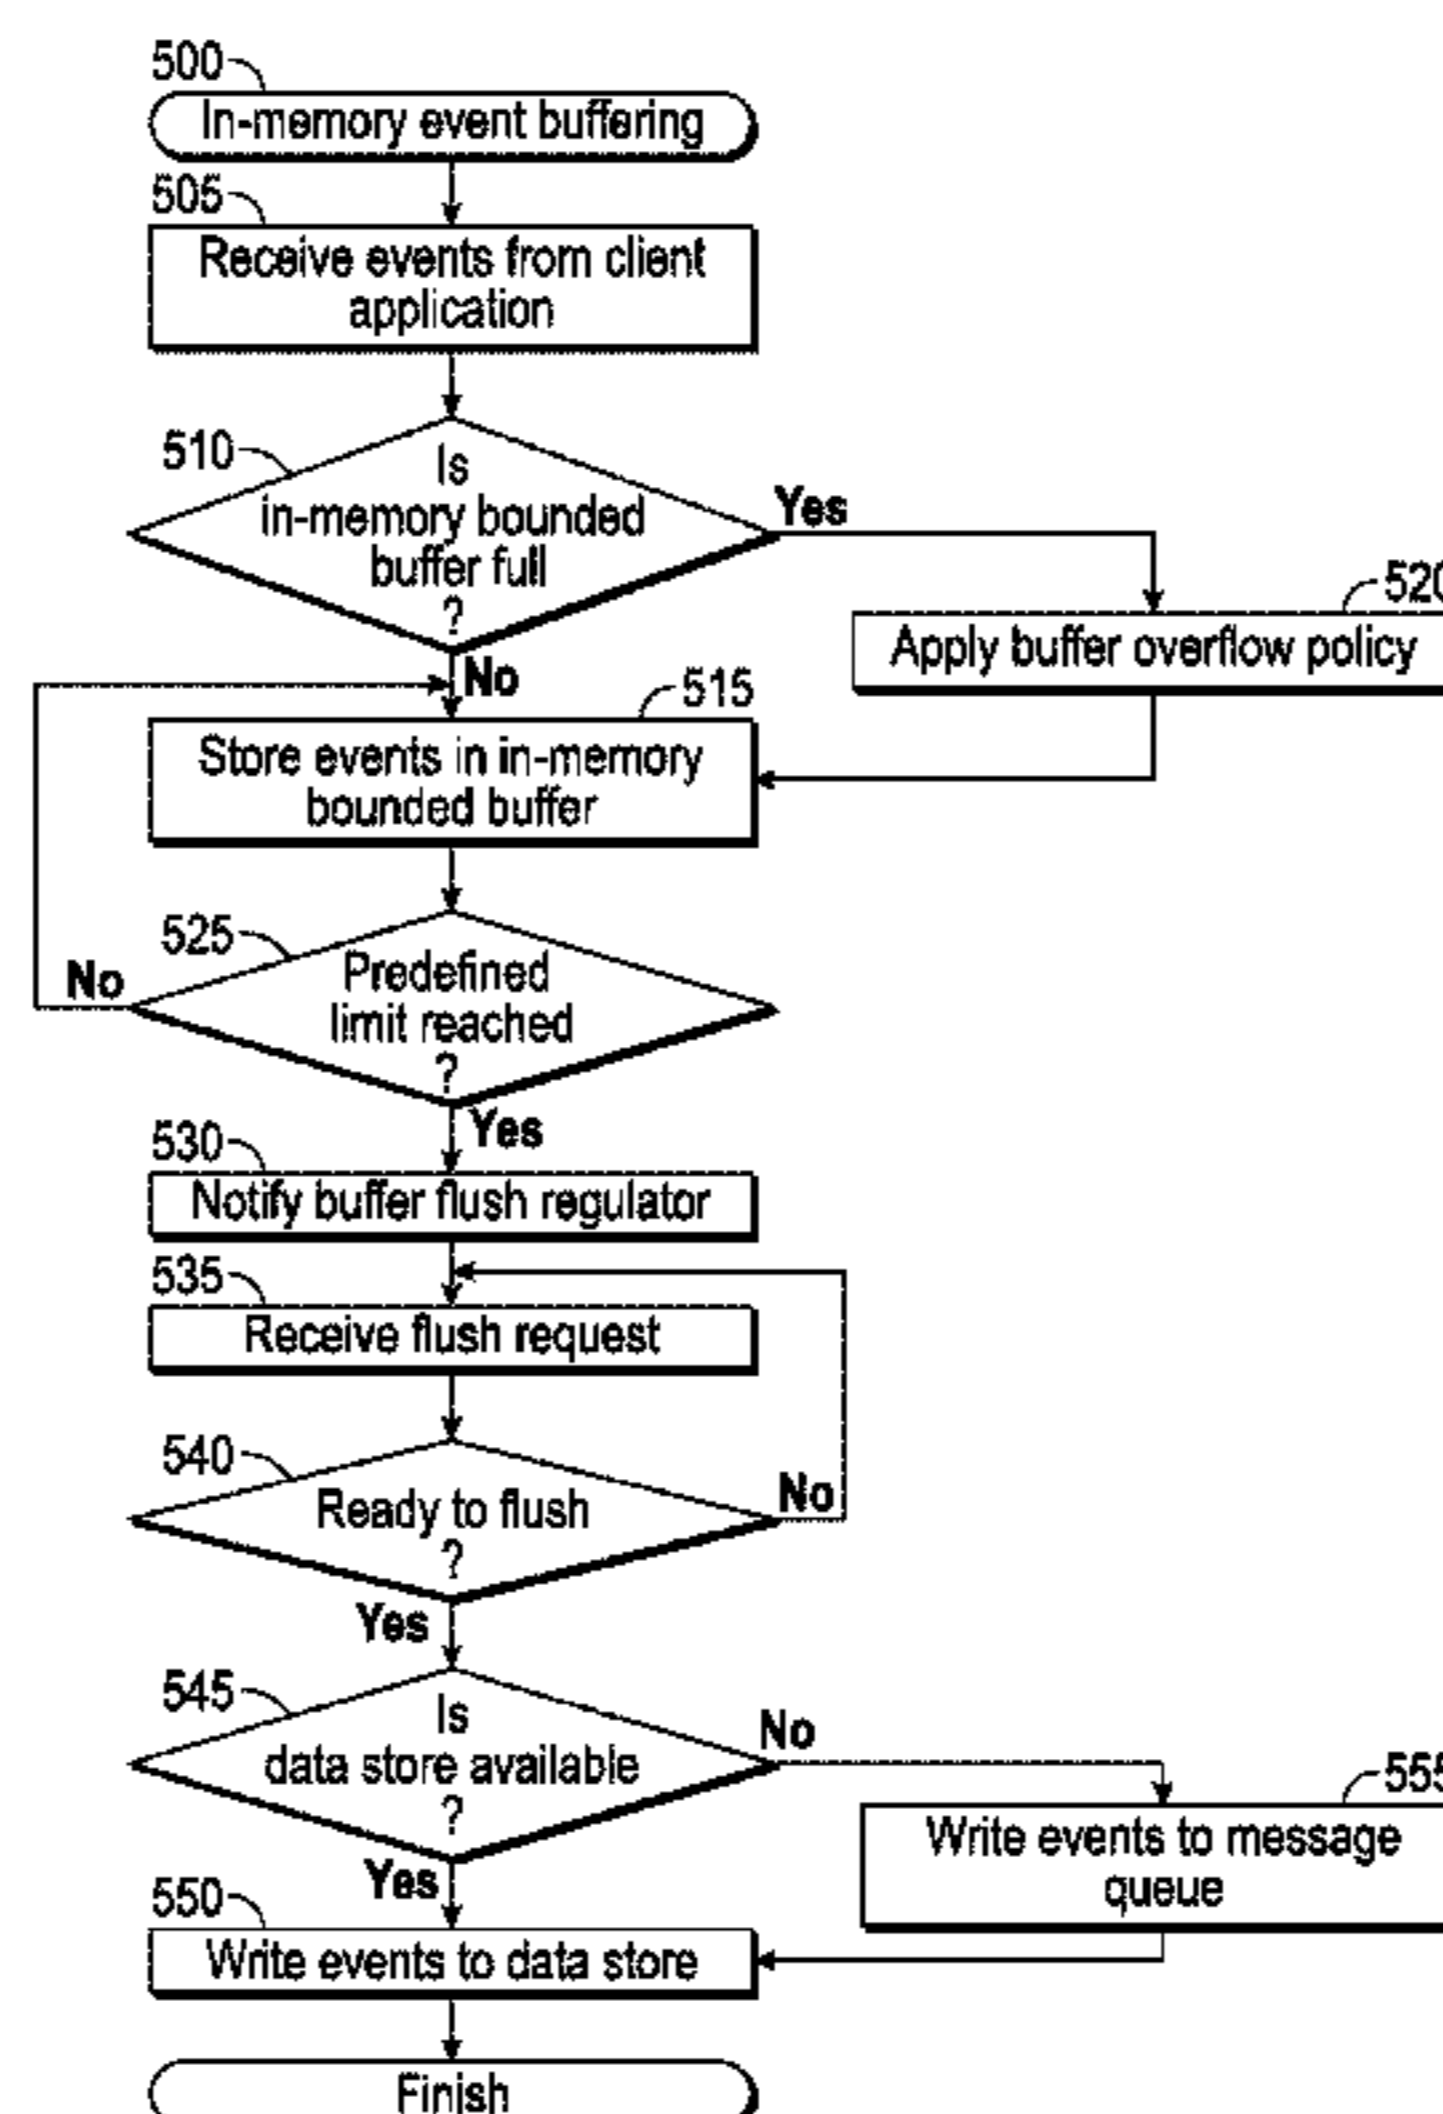 500
In-memory event buffering
505
Receive events from client
application
510
Is
in-memory bounded
buffer full
?
Yes
520
Apply buffer overflow policy
No
515
Store events in in-memory
bounded buffer
525
Predefined
limit reached
?
No
Yes
530
Notify buffer flush regulator
535
Receive flush request
540
Ready to flush
?
No
Yes
545
Is
data store available
?
No
555
Write events to message
queue
Yes
550
Write events to data store
Finish